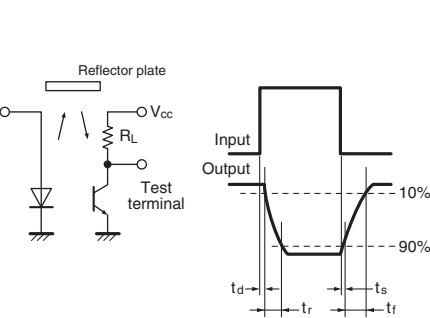 Reflector plate
Vcc
RL
Test
terminal
Input
Output
10%
90%
td
ts
tr
tf